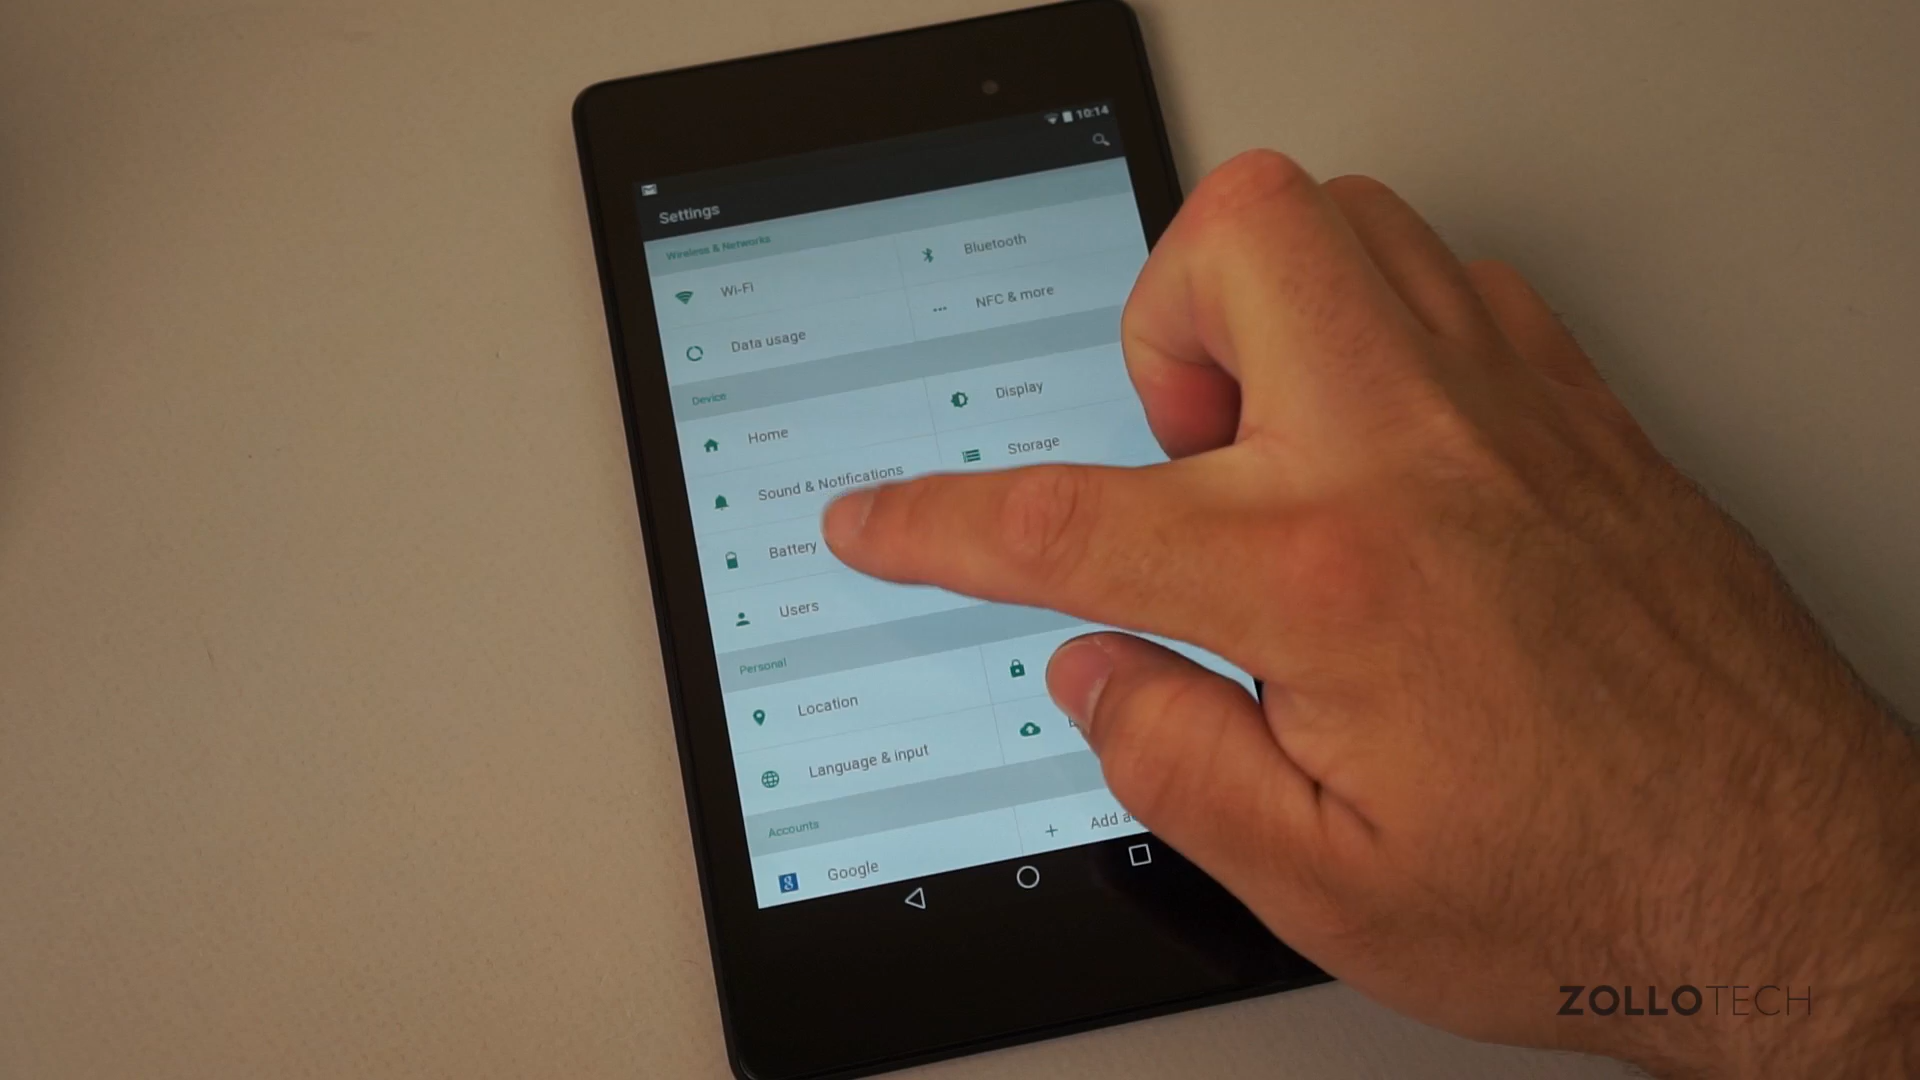 10:14
Settings
Wireless & Networks
Wi-Fi
Bluetooth
Data usage
NFC & more
Device
Home
Display
Sound & Notifications
Storage
Battery
Users
Personal
Location
Language & input
Accounts
Google
Add
ZOLLOTECH